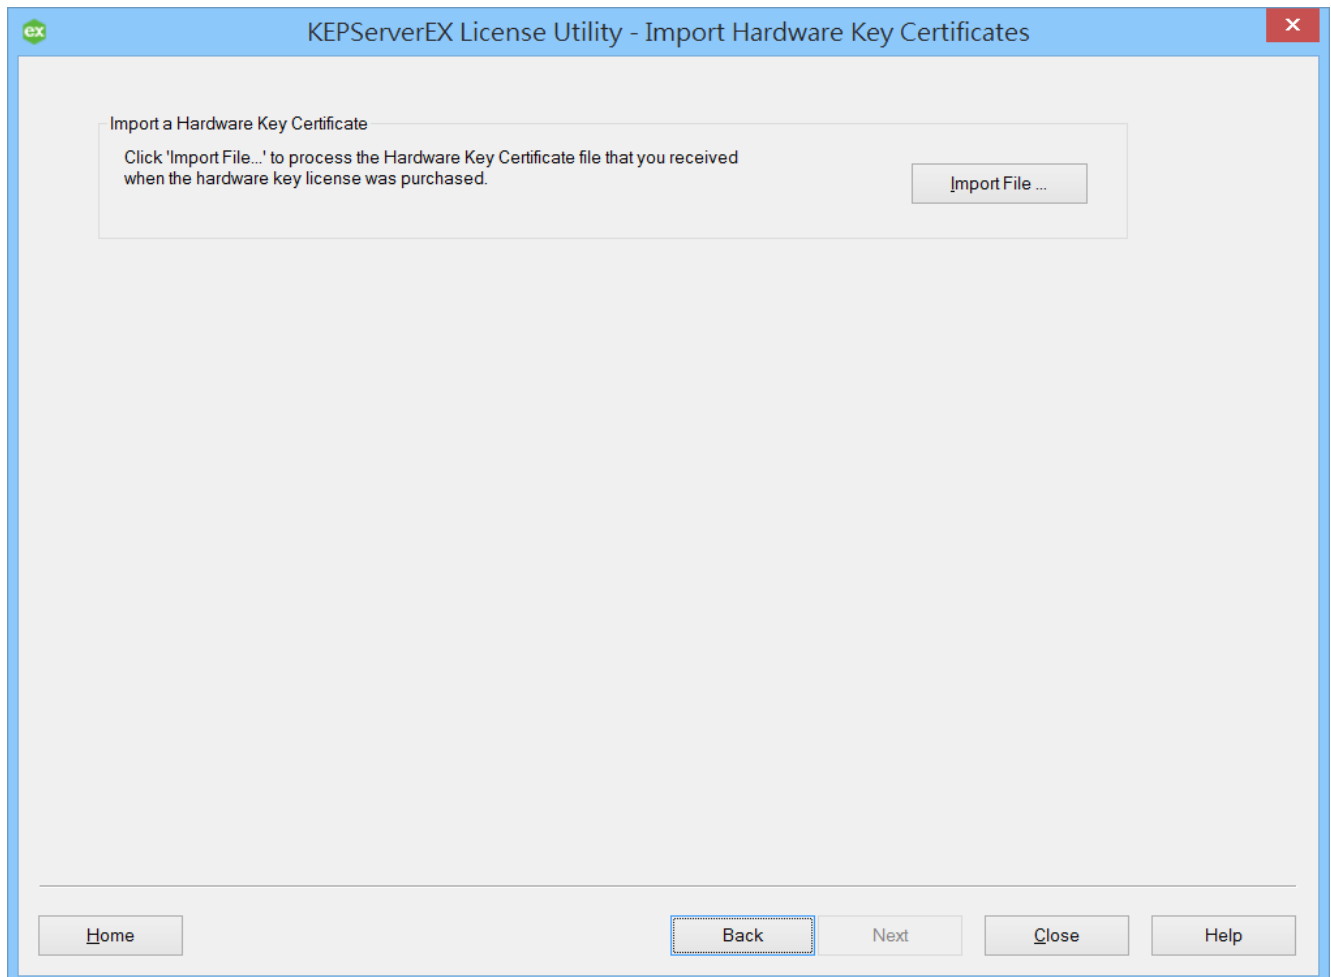 ex
KEPServerEX License Utility - Import Hardware Key Certificates
Import a Hardware Key Certificate
Click 'Import File...' to process the Hardware Key Certificate file that you received
when the hardware key license was purchased.
Import File ...
Home
Back
Next
Close
Help